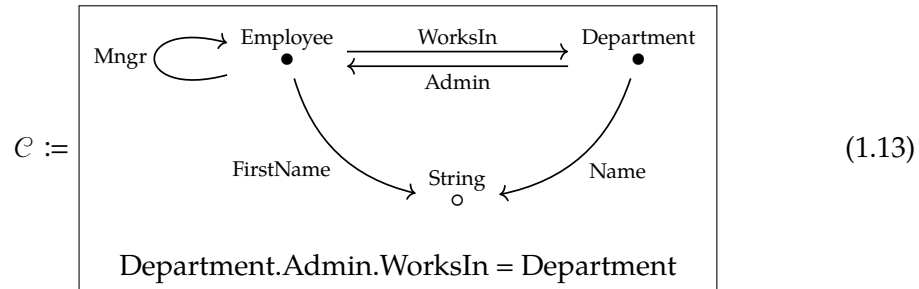 Employee WorksIn Department
Mngr
Admin
𝒞 := (1.13)
FirstName String Name
Department.Admin.WorksIn = Department